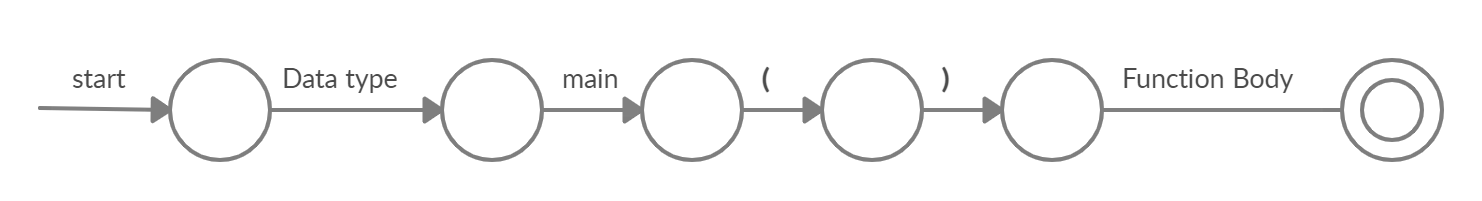 start Data type main ( ) Function Body